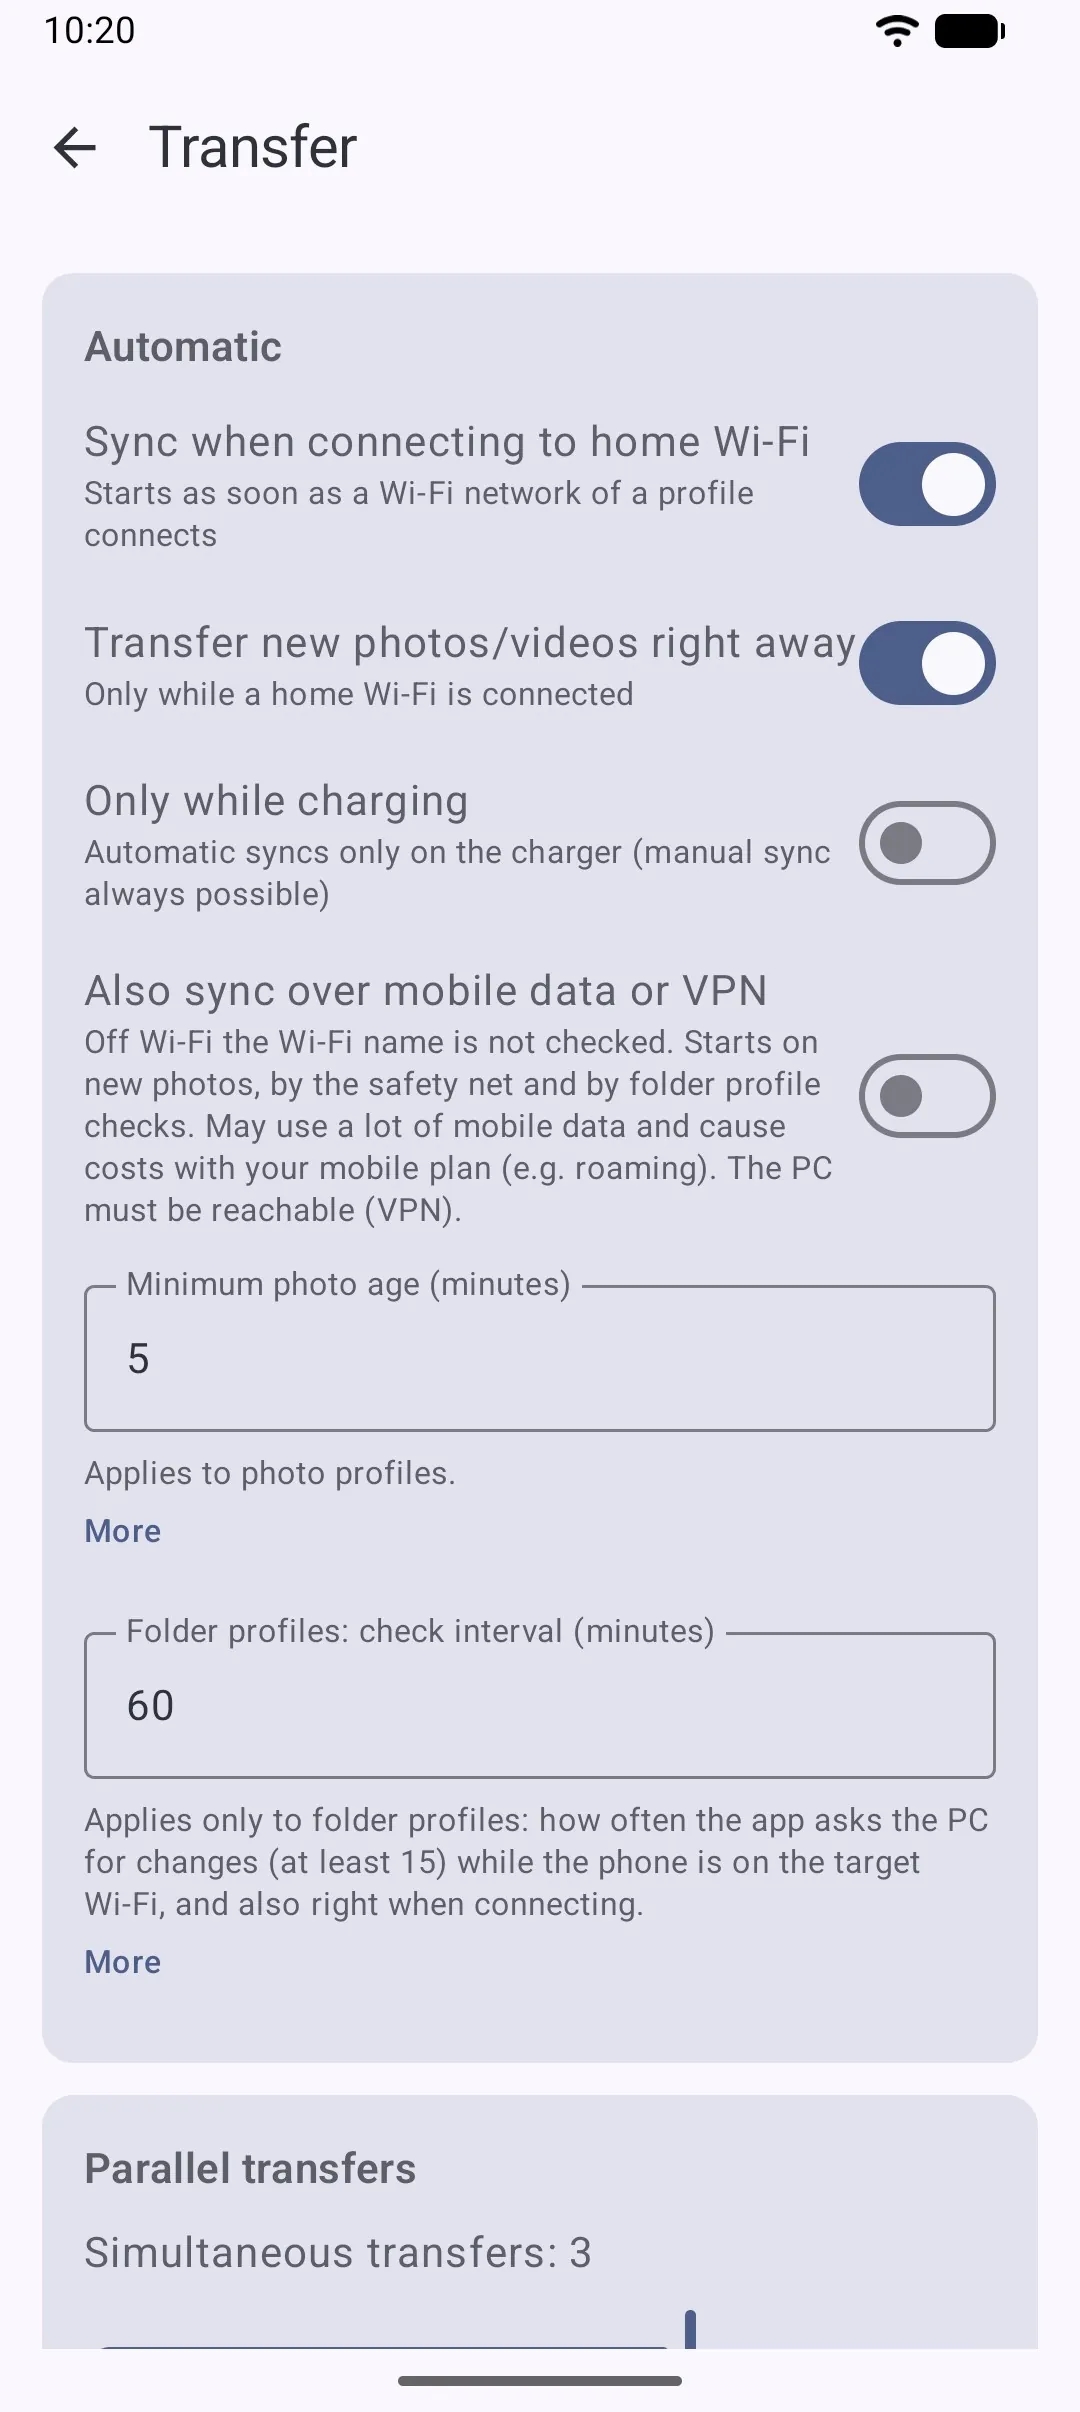 10:20
Transfer
Automatic
Sync when connecting to home Wi-Fi
Starts as soon as a Wi-Fi network of a profile
connects
Transfer new photos/videos right away
Only while a home Wi-Fi is connected
Only while charging
Automatic syncs only on the charger (manual sync
always possible)
Also sync over mobile data or VPN
Off Wi-Fi the Wi-Fi name is not checked. Starts on
new photos, by the safety net and by folder profile
checks. May use a lot of mobile data and cause
costs with your mobile plan (e.g. roaming). The PC
must be reachable (VPN).
Minimum photo age (minutes)
5
Applies to photo profiles.
More
Folder profiles: check interval (minutes)
60
Applies only to folder profiles: how often the app asks the PC
for changes (at least 15) while the phone is on the target
Wi-Fi, and also right when connecting.
More
Parallel transfers
Simultaneous transfers: 3